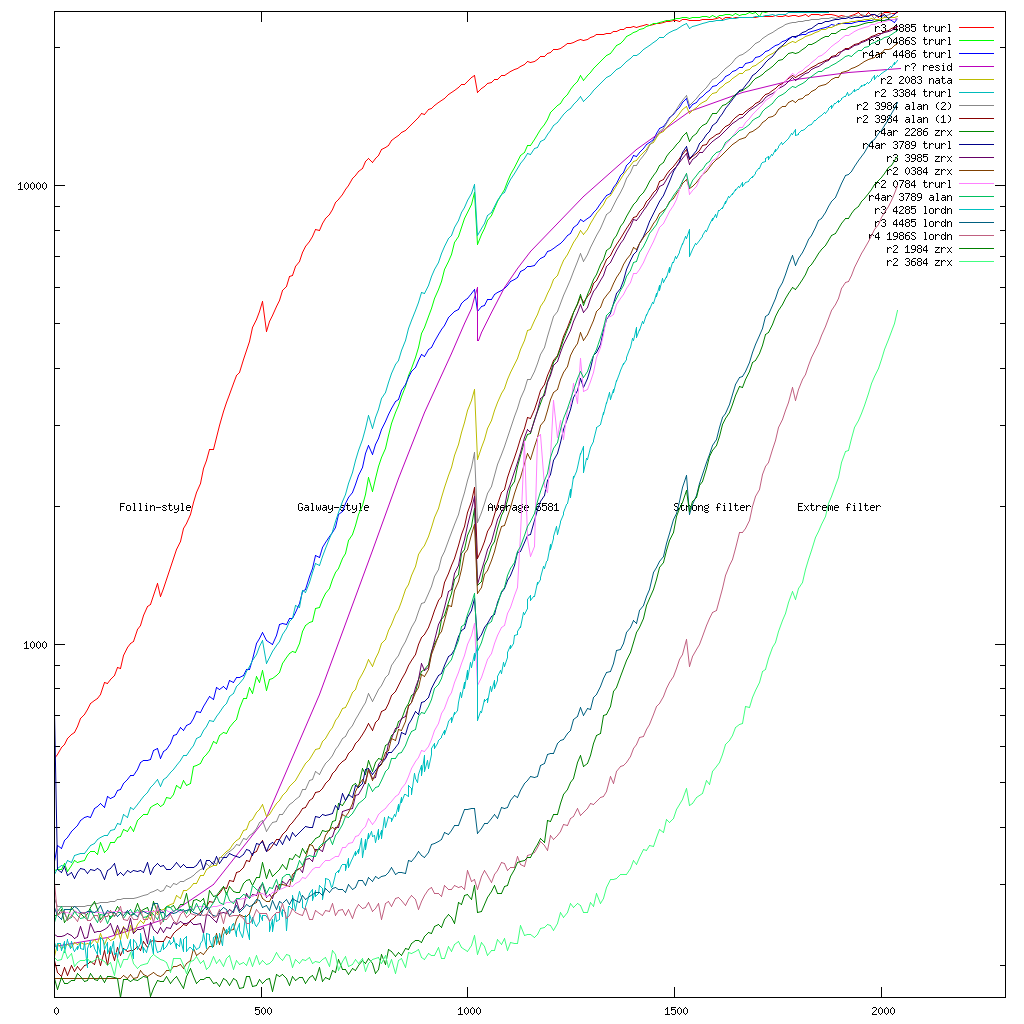 r3 4885 trurl
r3 0486S trurl
r4ar 4486 trurl
r? resid
r2 2083 nata
r2 3384 trurl
r2 3984 alan (2)
r2 3984 alan (1)
r4ar 2286 zrx
r4ar 3789 trurl
r3 3985 zrx
r2 0384 zrx
r2 0784 trurl
r4ar 3789 alan
r3 4285 lordn
r3 4485 lordn
r4 1986S lordn
r2 1984 zrx
r2 3684 zrx
10000
Follin-style Galway-style Average 6581 Strong filter Extreme filter
1000
0 500 1000 1500 2000